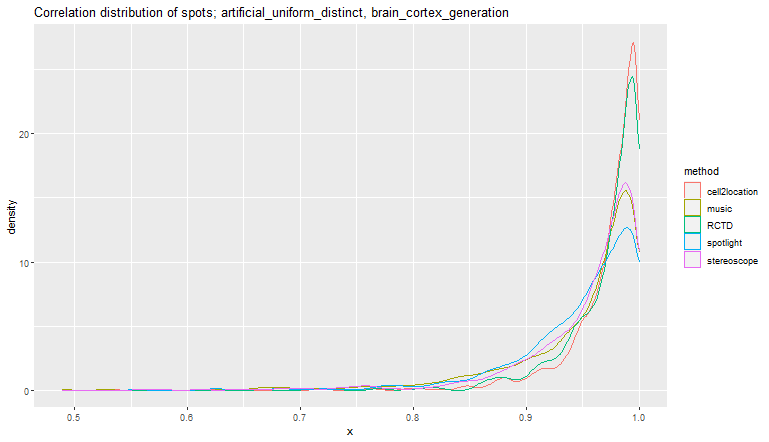 Correlation distribution of spots; artificial_uniform_distinct, brain_cortex_generation
density
20
10
0
0.5 0.6 0.7 0.8 0.9 1.0
x
method
cell2location
music
RCTD
spotlight
stereoscope